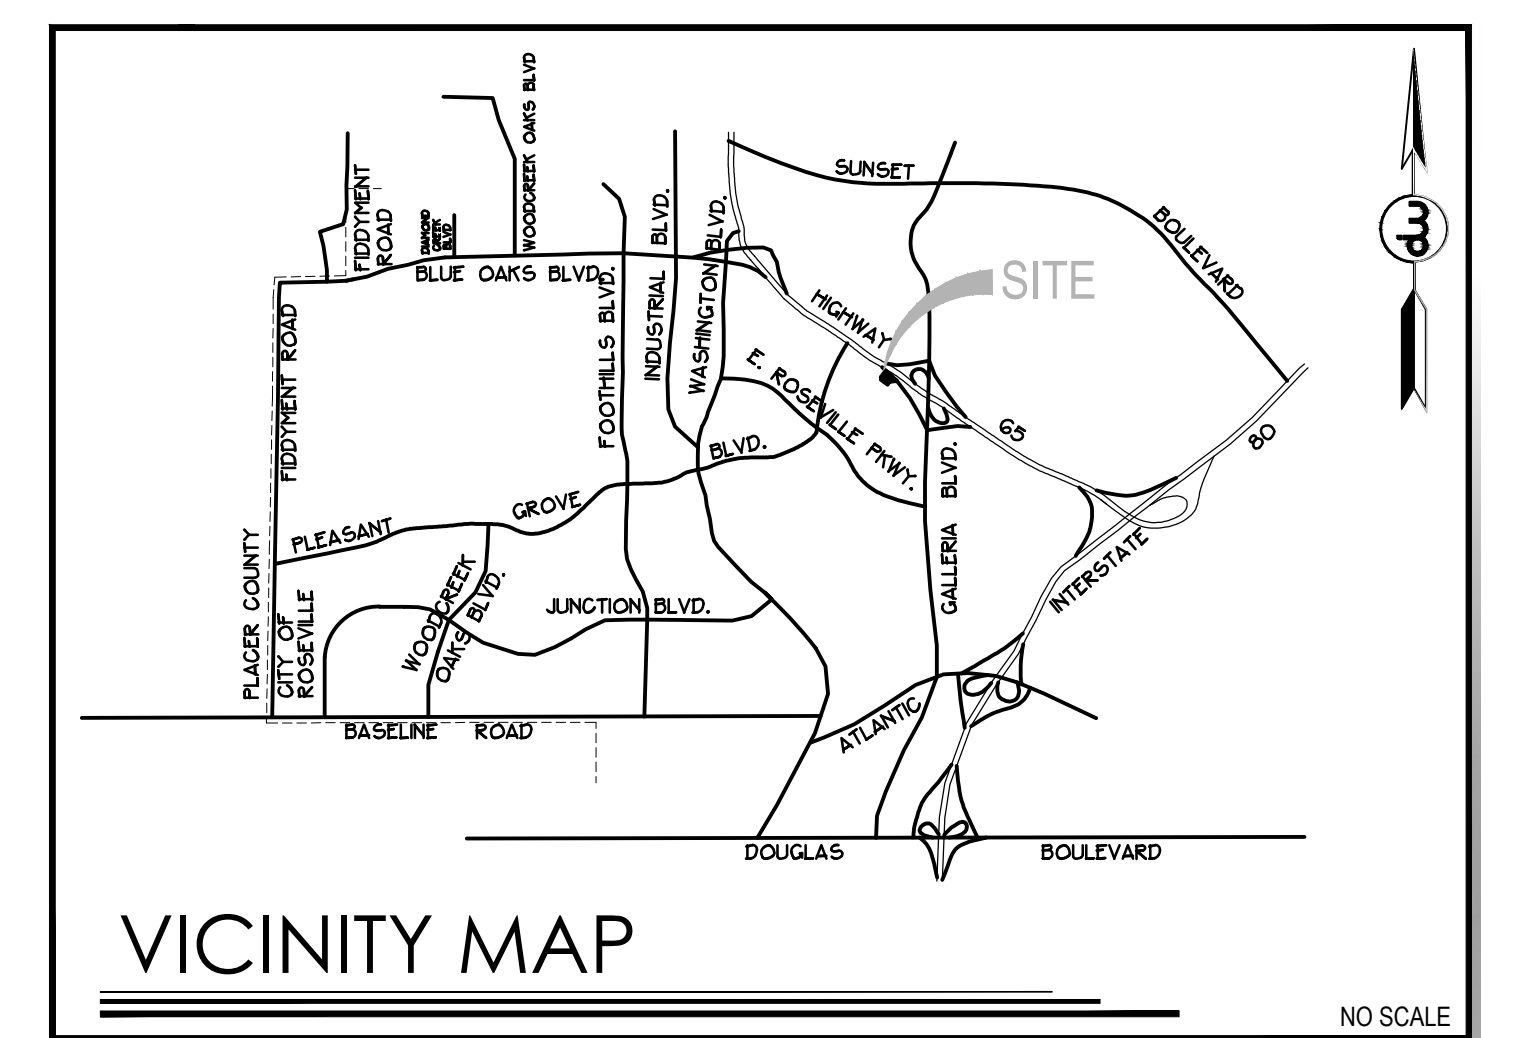 WOODCREEK OAKS BLVD
SUNSET
BOULEVARD
FIDDYMENT
ROAD
DIAMOND
CREEK
BLVD
BLUE OAKS BLVD.
INDUSTRIAL BLVD.
WASHINGTON BLVD.
FOOTHILLS BLVD.
SITE
HIGHWAY
65
FIDDYMENT ROAD
E. ROSEVILLE PKWY.
PLEASANT GROVE BLVD.
GALLERIA BLVD.
INTERSTATE
80
PLACER COUNTY
CITY OF
ROSEVILLE
WOODCREEK
OAKS BLVD.
JUNCTION BLVD.
BASELINE ROAD
ATLANTIC
DOUGLAS BOULEVARD
VICINITY MAP
NO SCALE